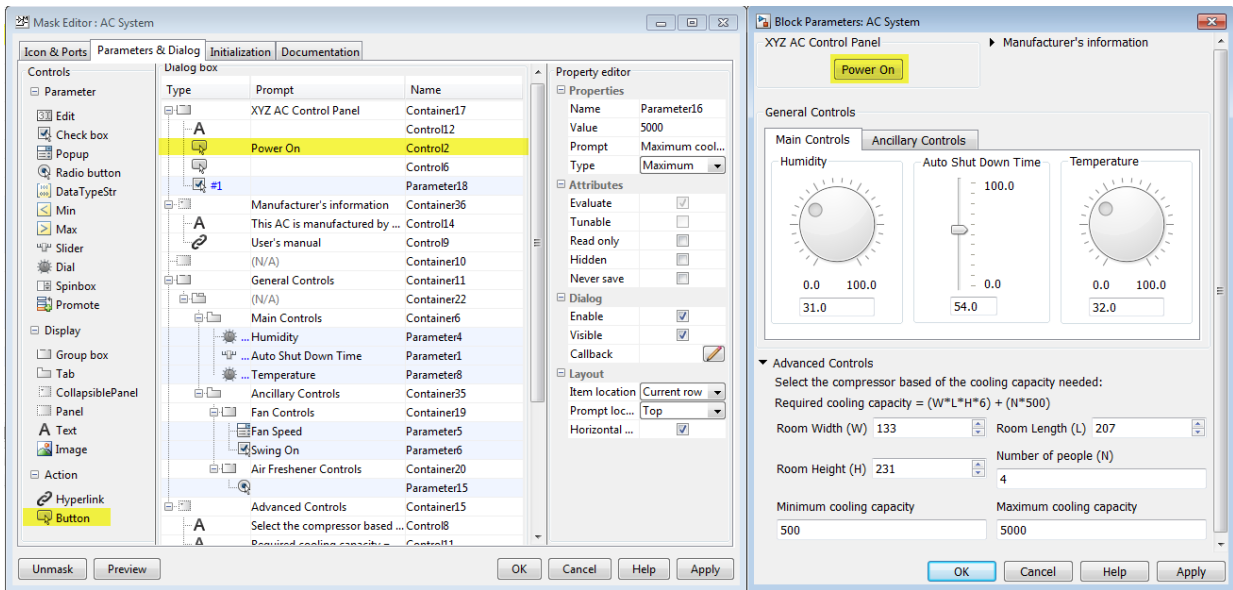 Mask Editor : AC System
Icon & Ports Parameters & Dialog Initialization Documentation
Controls
Parameter
Edit
Check box
Popup
Radio button
DataTypeStr
Min
Max
Slider
Dial
Spinbox
Promote
Display
Group box
Tab
CollapsiblePanel
Panel
A Text
Image
Action
Hyperlink
Button
Dialog box
Type Prompt Name
XYZ AC Control Panel Container17
A Control12
Power On Control2
Control6
#1 Parameter18
Manufacturer's information Container36
A This AC is manufactured by ... Control14
User's manual Control9
(N/A) Container10
General Controls Container11
(N/A) Container22
Main Controls Container6
... Humidity Parameter4
... Auto Shut Down Time Parameter1
... Temperature Parameter8
Ancillary Controls Container35
Fan Controls Container19
Fan Speed Parameter5
Swing On Parameter6
Air Freshener Controls Container20
Parameter15
Advanced Controls Container15
A Select the compressor based ... Control8
A Required cooling capacity = ... Control11
Property editor
Properties
Name Parameter16
Value 5000
Prompt Maximum cool...
Type Maximum
Attributes
Evaluate
Tunable
Read only
Hidden
Never save
Dialog
Enable
Visible
Callback
Layout
Item location Current row
Prompt loc... Top
Horizontal ...
Unmask Preview OK Cancel Help Apply
Block Parameters: AC System
XYZ AC Control Panel Manufacturer's information
Power On
General Controls
Main Controls Ancillary Controls
Humidity Auto Shut Down Time Temperature
100.0
0.0 100.0 0.0 0.0 100.0
31.0 54.0 32.0
Advanced Controls
Select the compressor based of the cooling capacity needed:
Required cooling capacity = (W*L*H*6) + (N*500)
Room Width (W) 133 Room Length (L) 207
Room Height (H) 231 Number of people (N)
4
Minimum cooling capacity Maximum cooling capacity
500 5000
OK Cancel Help Apply